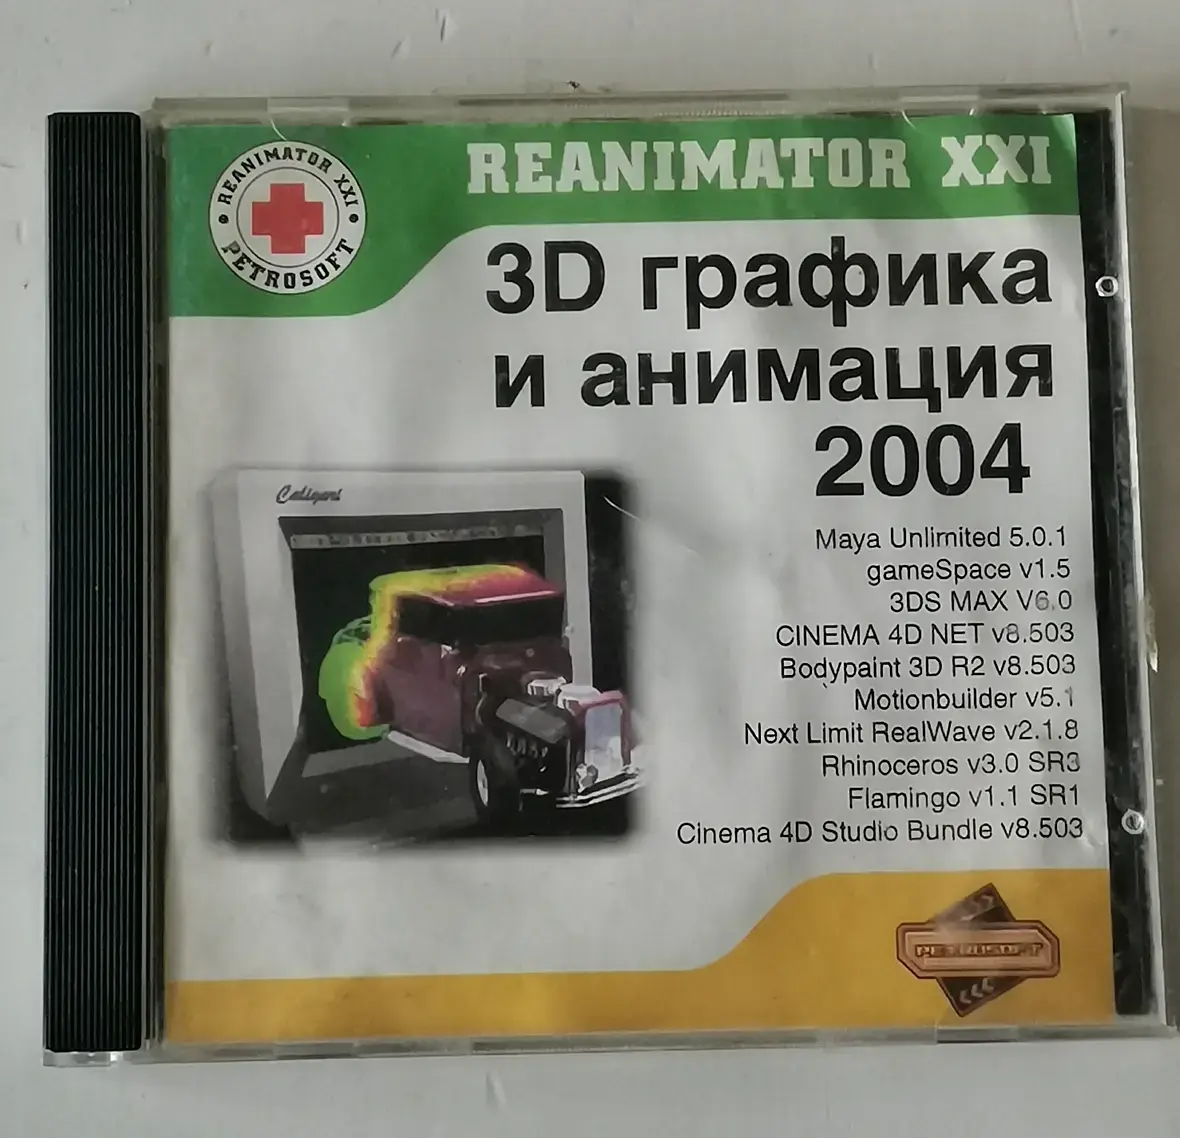 REANIMATOR XXI
REANIMATOR XXI
PETROSOFT
3D графика
и анимация
2004
Caligari
Maya Unlimited 5.0.1
gameSpace v1.5
3DS MAX V6.0
CINEMA 4D NET v8.503
Bodypaint 3D R2 v8.503
Motionbuilder v5.1
Next Limit RealWave v2.1.8
Rhinoceros v3.0 SR3
Flamingo v1.1 SR1
Cinema 4D Studio Bundle v8.503
PETROSOFT